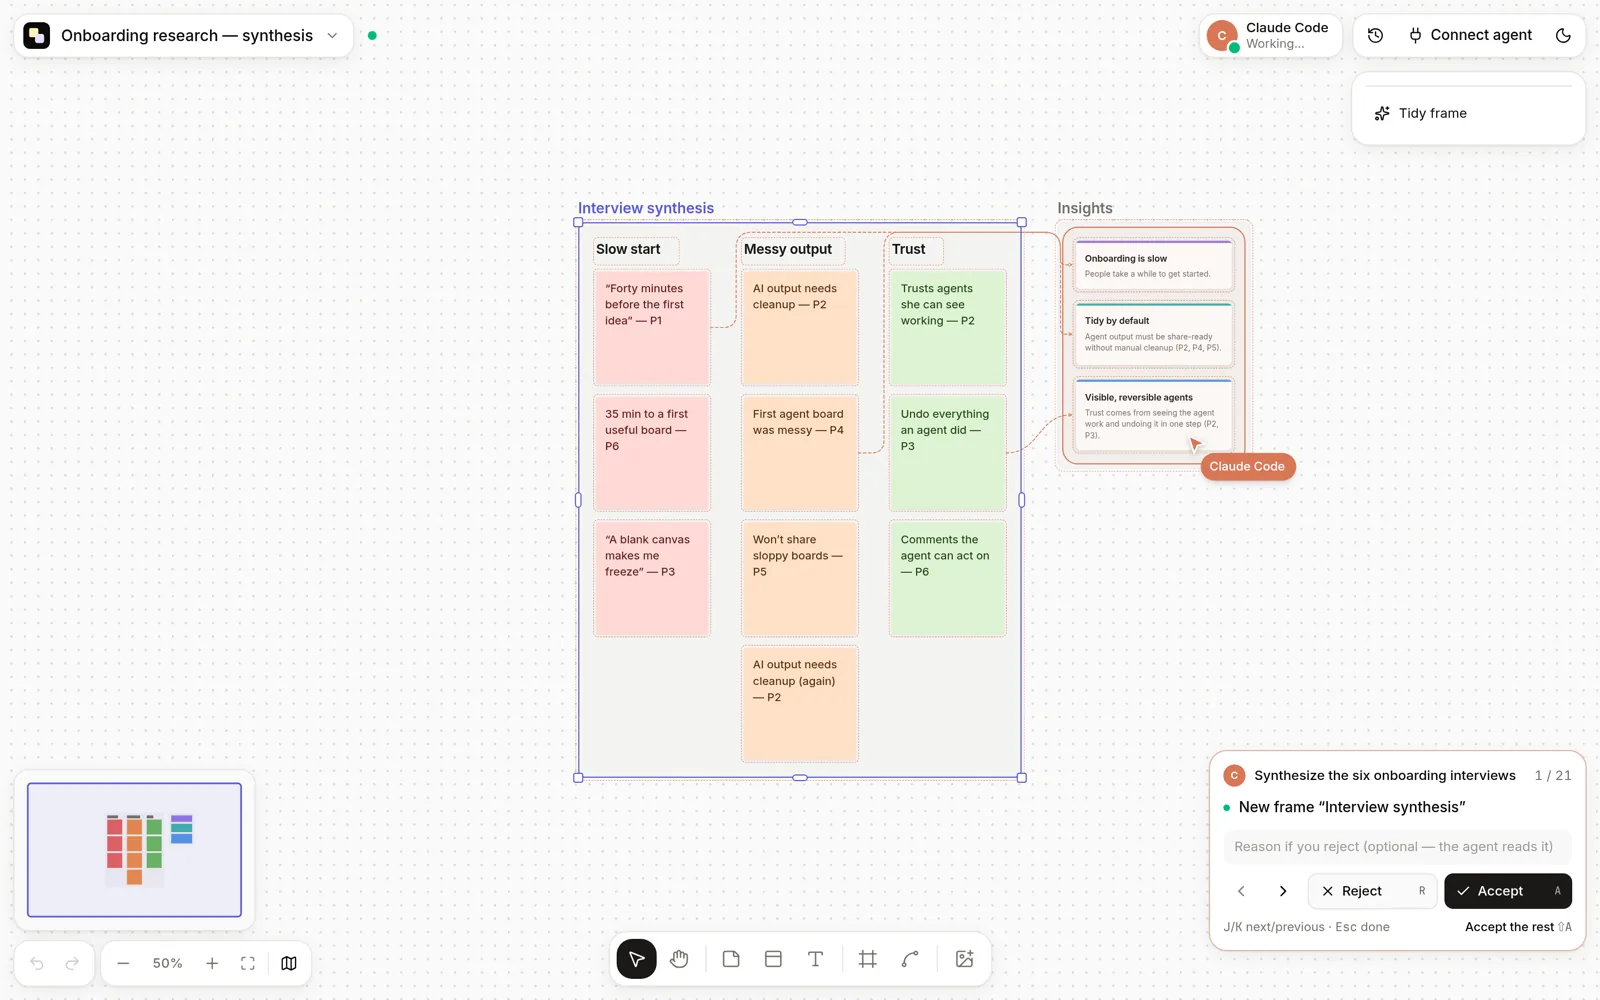 Onboarding research — synthesis
C
Claude Code
Working...
Connect agent
Tidy frame
Interview synthesis
Insights
Slow start
Messy output
Trust
“Forty minutes
before the first
idea” — P1
AI output needs
cleanup — P2
Trusts agents
she can see
working — P2
35 min to a first
useful board —
P6
First agent board
was messy — P4
Undo everything
an agent did —
P3
“A blank canvas
makes me
freeze” — P3
Won’t share
sloppy boards —
P5
Comments the
agent can act on
— P6
AI output needs
cleanup (again)
— P2
Onboarding is slow
People take a while to get started.
Tidy by default
Agent output must be share-ready
without manual cleanup (P2, P4, P5).
Visible, reversible agents
Trust comes from seeing the agent
work and undoing it in one step (P2,
P3).
Claude Code
C
Synthesize the six onboarding interviews
1 / 21
New frame “Interview synthesis”
Reason if you reject (optional — the agent reads it)
Reject R
Accept A
J/K next/previous · Esc done
Accept the rest ⇧A
50%